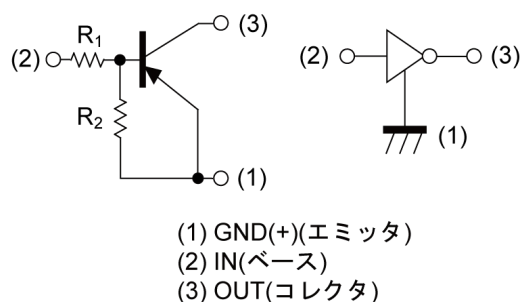 R1
(2)
R2
(3)
(1)
(2)
(3)
(1)
(1) GND(+)(エミッタ)
(2) IN(ベース)
(3) OUT(コレクタ)